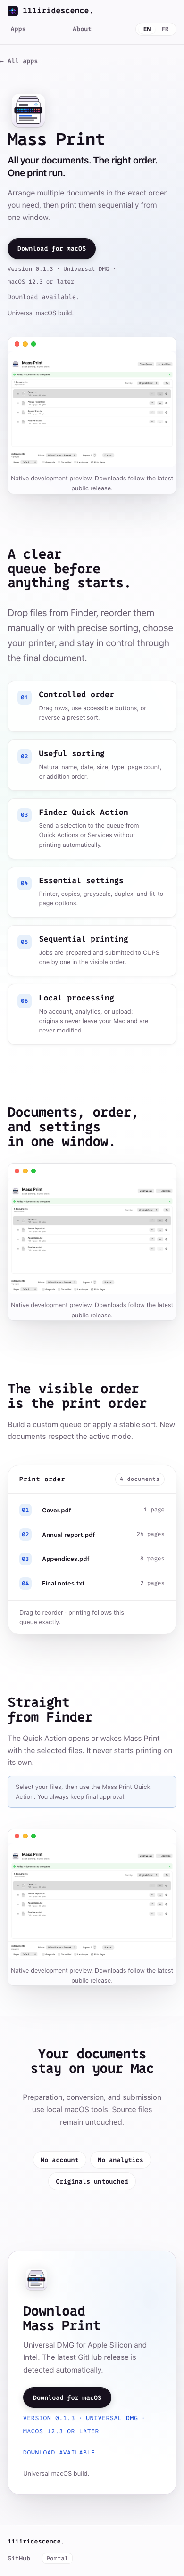 111iridescence.
Apps
About
EN
FR
← All apps
Mass Print
All your documents. The right order.
One print run.
Arrange multiple documents in the exact order
you need, then print them sequentially from
one window.
Download for macOS
Version 0.1.3 · Universal DMG ·
macOS 12.3 or later
Download available.
Universal macOS build.
Mass Print
Native development preview. Downloads follow the latest
public release.
A clear
queue before
anything starts.
Drop files from Finder, reorder them
manually or with precise sorting, choose
your printer, and stay in control through
the final document.
01
Controlled order
Drag rows, use accessible buttons, or
reverse a preset sort.
02
Useful sorting
Natural name, date, size, type, page count,
or addition order.
03
Finder Quick Action
Send a selection to the queue from
Quick Actions or Services without
printing automatically.
04
Essential settings
Printer, copies, grayscale, duplex, and fit-to-
page options.
05
Sequential printing
Jobs are prepared and submitted to CUPS
one by one in the visible order.
06
Local processing
No account, analytics, or upload:
originals never leave your Mac and are
never modified.
Documents, order,
and settings
in one window.
Mass Print
Native development preview. Downloads follow the latest
public release.
The visible order
is the print order
Build a custom queue or apply a stable sort. New
documents respect the active mode.
Print order
4 documents
01
Cover.pdf
1 page
02
Annual report.pdf
24 pages
03
Appendices.pdf
8 pages
04
Final notes.txt
2 pages
Drag to reorder · printing follows this
queue exactly.
Straight
from Finder
The Quick Action opens or wakes Mass Print
with the selected files. It never starts printing on
its own.
Select your files, then use the Mass Print Quick
Action. You always keep final approval.
Mass Print
Native development preview. Downloads follow the latest
public release.
Your documents
stay on your Mac
Preparation, conversion, and submission
use local macOS tools. Source files
remain untouched.
No account
No analytics
Originals untouched
Download
Mass Print
Universal DMG for Apple Silicon and
Intel. The latest GitHub release is
detected automatically.
Download for macOS
VERSION 0.1.3 · UNIVERSAL DMG ·
MACOS 12.3 OR LATER
DOWNLOAD AVAILABLE.
Universal macOS build.
111iridescence.
GitHub
Portal